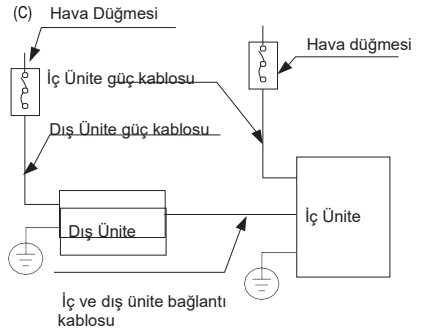 (C) Hava Düğmesi
Hava düğmesi
İç Ünite güç kablosu
Dış Ünite güç kablosu
İç Ünite
Dış Ünite
İç ve dış ünite bağlantı
kablosu